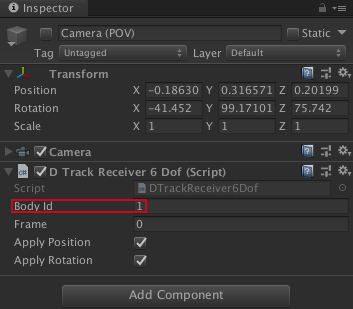 Inspector
Camera (POV) Static
Tag Untagged Layer Default
Transform
Position X -0.18630 Y 0.316571 Z 0.20199
Rotation X -41.452 Y 99.17101 Z 75.742
Scale X 1 Y 1 Z 1
Camera
D Track Receiver 6 Dof (Script)
Script DTrackReceiver6Dof
Body Id 1
Frame 0
Apply Position
Apply Rotation
Add Component